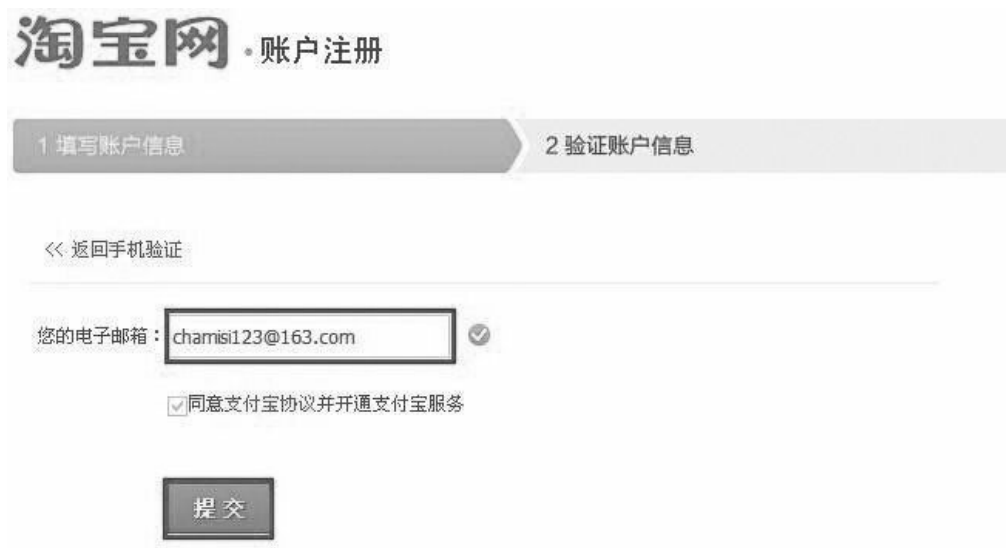 淘宝网·账户注册
1 填写账户信息 2 验证账户信息
<< 返回手机验证
您的电子邮箱：chamisi123@163.com
同意支付宝协议并开通支付宝服务
提交